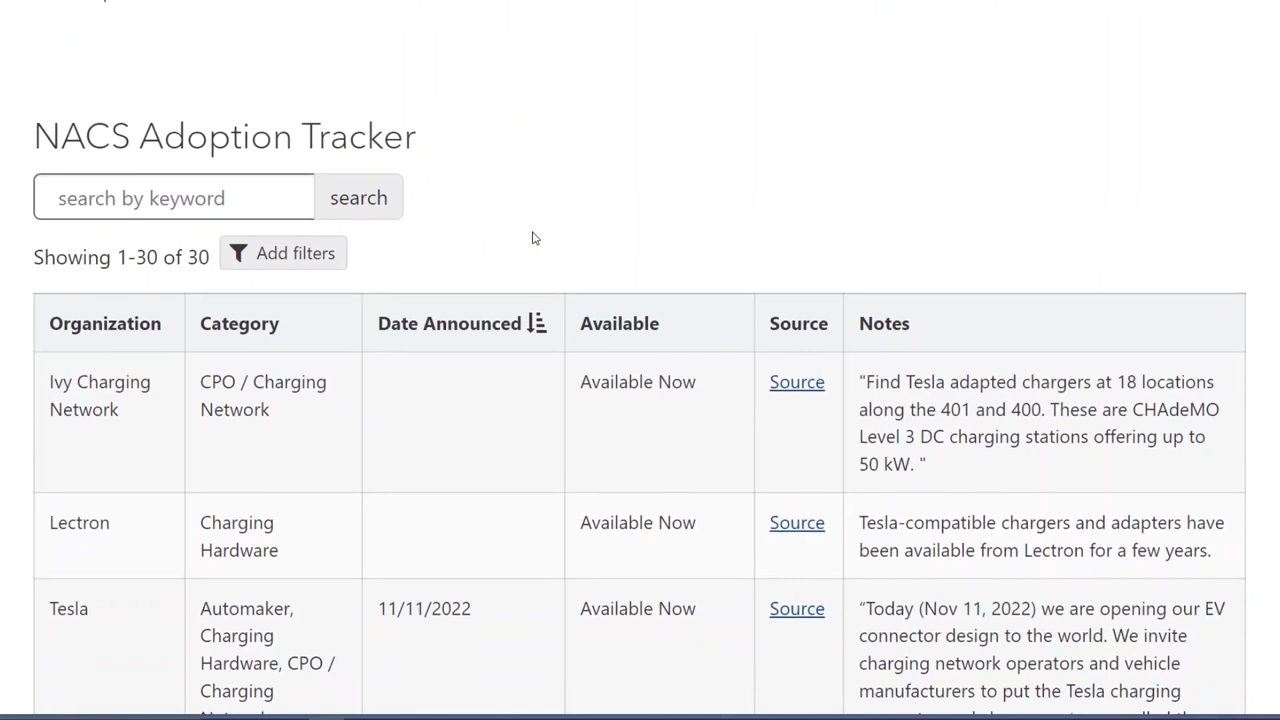 NACS Adoption Tracker
search by keyword search
Showing 1-30 of 30 Add filters
Organization Category Date Announced Available Source Notes
Ivy Charging
Network
CPO / Charging
Network
Available Now
Source
"Find Tesla adapted chargers at 18 locations
along the 401 and 400. These are CHAdeMO
Level 3 DC charging stations offering up to
50 kW. "
Lectron
Charging
Hardware
Available Now
Source
Tesla-compatible chargers and adapters have
been available from Lectron for a few years.
Tesla
Automaker,
Charging
Hardware, CPO /
Charging
11/11/2022
Available Now
Source
“Today (Nov 11, 2022) we are opening our EV
connector design to the world. We invite
charging network operators and vehicle
manufacturers to put the Tesla charging